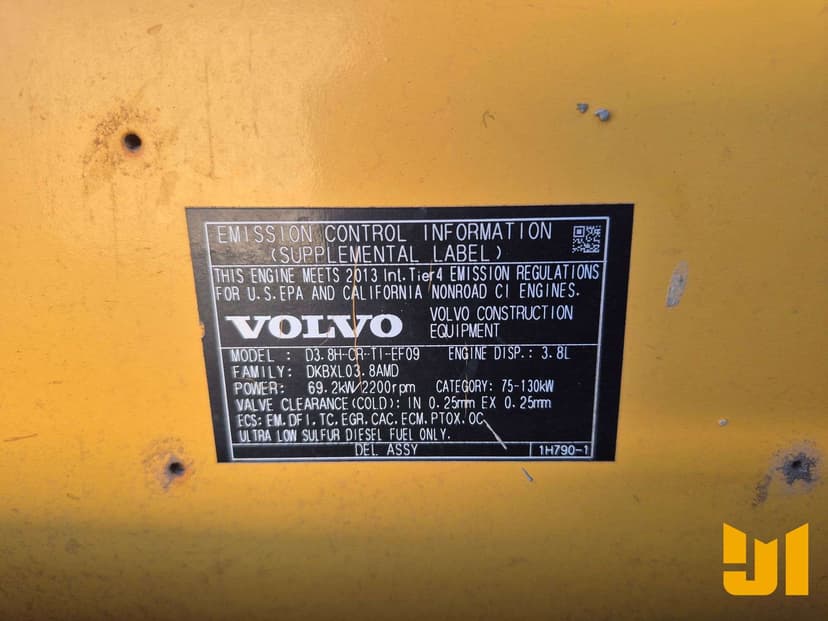 EMISSION CONTROL INFORMATION
(SUPPLEMENTAL LABEL)
THIS ENGINE MEETS 2013 Int.Tier4 EMISSION REGULATIONS
FOR U.S.EPA AND CALIFORNIA NONROAD CI ENGINES.
VOLVO VOLVO CONSTRUCTION
EQUIPMENT
MODEL : D3.8H-CR-TI-EF09 ENGINE DISP.: 3.8L
FAMILY: DKBXL03.8AMD
POWER: 69.2kW/2200rpm CATEGORY: 75-130kW
VALVE CLEARANCE(COLD): IN 0.25mm EX 0.25mm
ECS: EM.DFI.TC.EGR.CAC.ECM.PTOX.OC
ULTRA LOW SULFUR DIESEL FUEL ONLY.
DEL ASSY 1H790-1